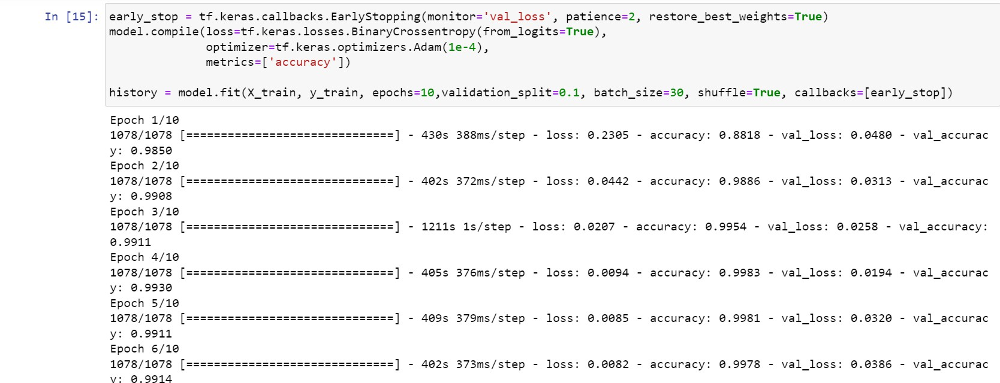 In [15]: early_stop = tf.keras.callbacks.EarlyStopping(monitor='val_loss', patience=2, restore_best_weights=True)
model.compile(loss=tf.keras.losses.BinaryCrossentropy(from_logits=True),
              optimizer=tf.keras.optimizers.Adam(1e-4),
              metrics=['accuracy'])
history = model.fit(X_train, y_train, epochs=10,validation_split=0.1, batch_size=30, shuffle=True, callbacks=[early_stop])
Epoch 1/10
1078/1078 [==============================] - 430s 388ms/step - loss: 0.2305 - accuracy: 0.8818 - val_loss: 0.0480 - val_accurac
y: 0.9850
Epoch 2/10
1078/1078 [==============================] - 402s 372ms/step - loss: 0.0442 - accuracy: 0.9886 - val_loss: 0.0313 - val_accurac
y: 0.9908
Epoch 3/10
1078/1078 [==============================] - 1211s 1s/step - loss: 0.0207 - accuracy: 0.9954 - val_loss: 0.0258 - val_accuracy:
0.9911
Epoch 4/10
1078/1078 [==============================] - 405s 376ms/step - loss: 0.0094 - accuracy: 0.9983 - val_loss: 0.0194 - val_accurac
y: 0.9930
Epoch 5/10
1078/1078 [==============================] - 409s 379ms/step - loss: 0.0085 - accuracy: 0.9981 - val_loss: 0.0320 - val_accurac
y: 0.9911
Epoch 6/10
1078/1078 [==============================] - 402s 373ms/step - loss: 0.0082 - accuracy: 0.9978 - val_loss: 0.0386 - val_accurac
y: 0.9914